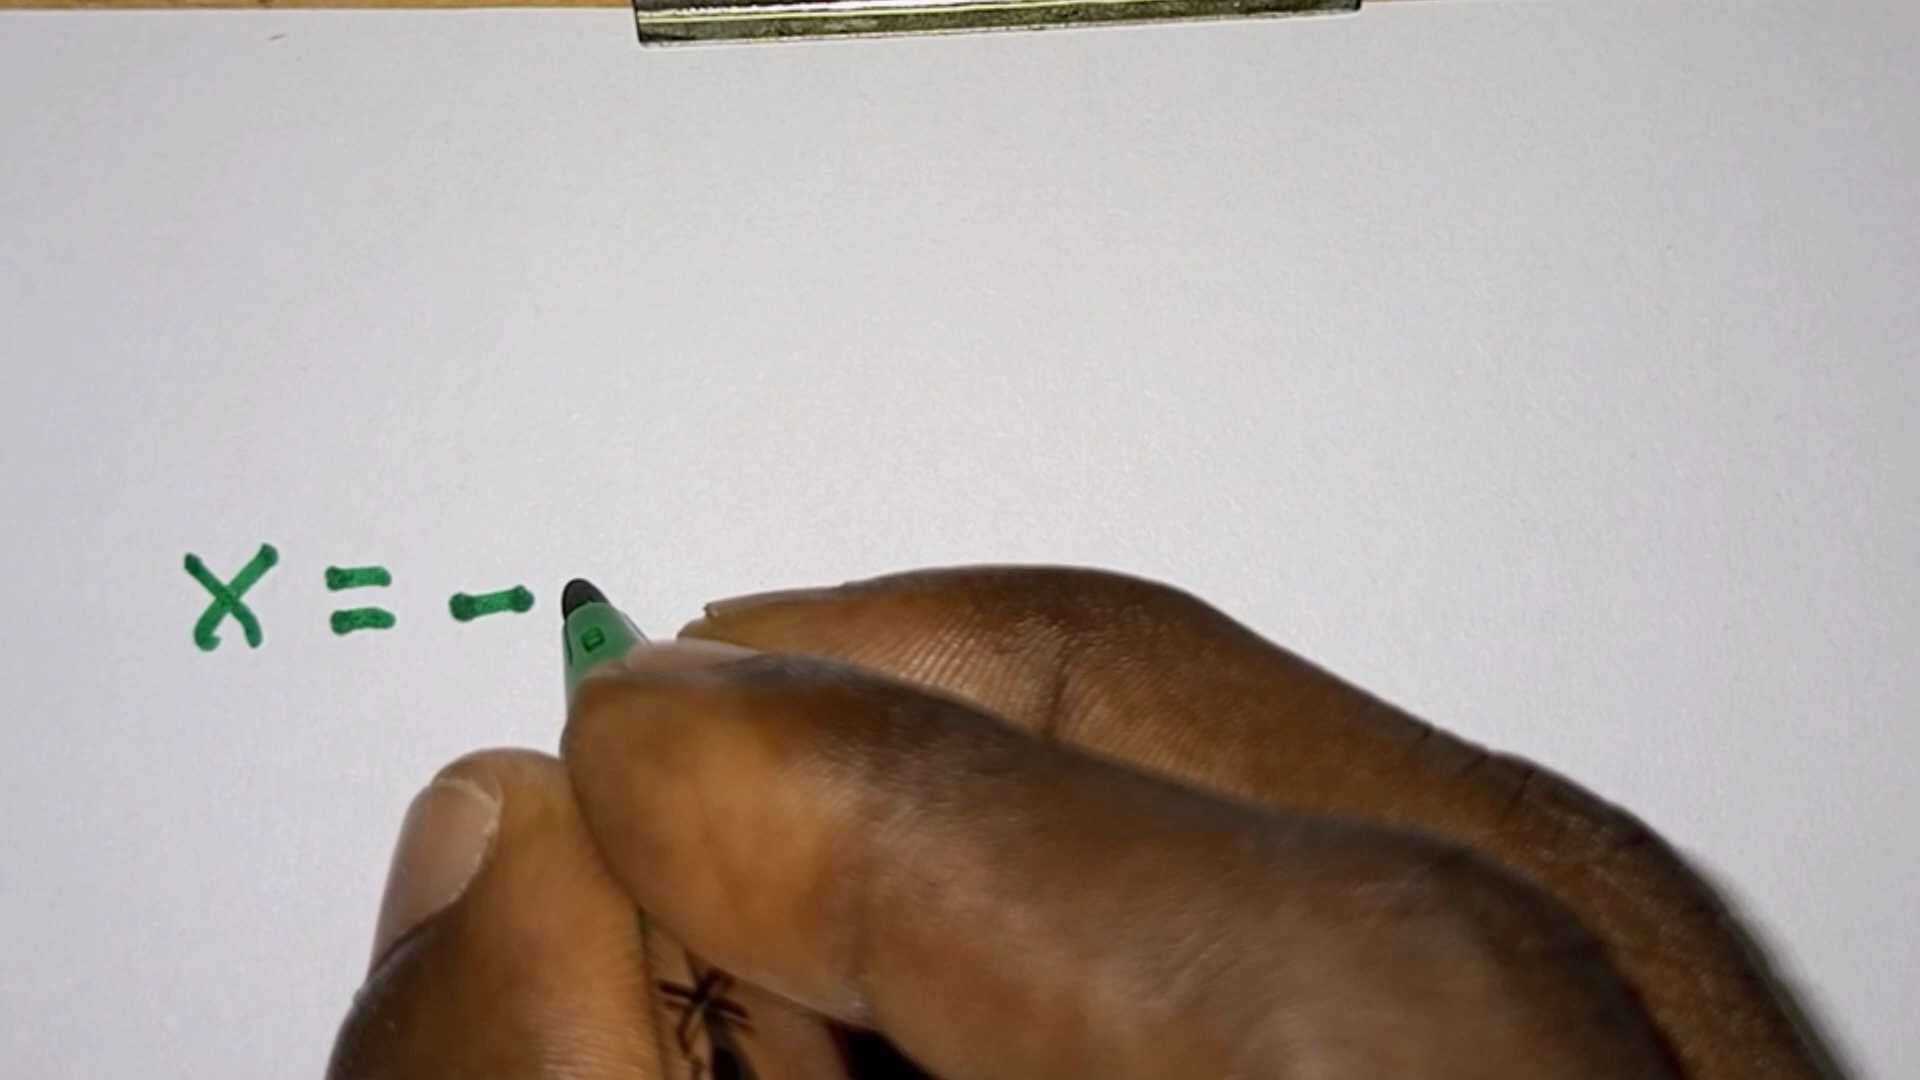 x = -